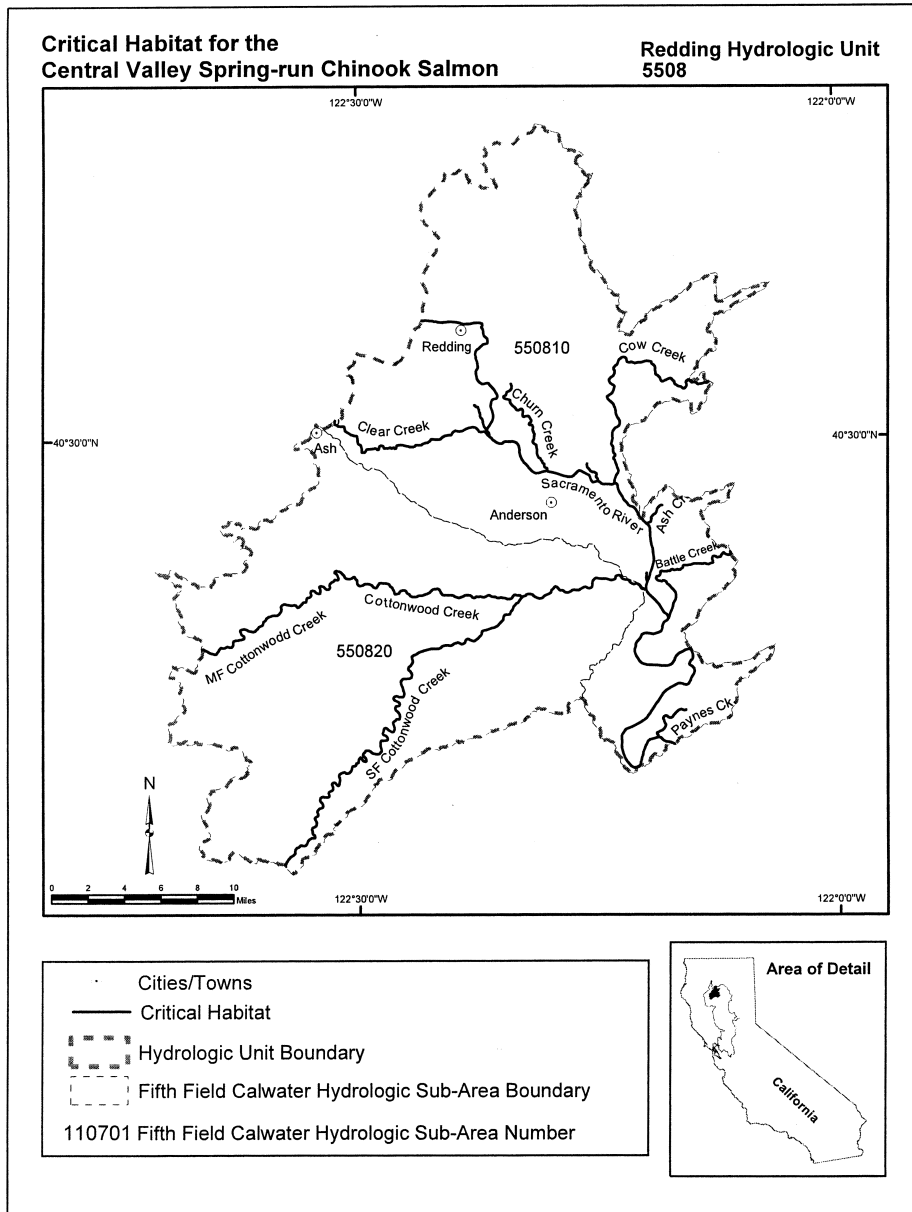 Critical Habitat for the
Central Valley Spring-run Chinook Salmon
Redding Hydrologic Unit
5508
122°30'0"W
122°0'0"W
Redding
550810
Cow Creek
Churn Creek
Clear Creek
40°30'0"N
40°30'0"N
Ash
Sacramento River
Anderson
Ash Cr
Battle Creek
Cottonwood Creek
MF Cottonwodd Creek
550820
SF Cottonwood Creek
Paynes Ck
N
0 2 4 6 8 10
Miles
122°30'0"W
122°0'0"W
Cities/Towns
Critical Habitat
Hydrologic Unit Boundary
Fifth Field Calwater Hydrologic Sub-Area Boundary
110701 Fifth Field Calwater Hydrologic Sub-Area Number
Area of Detail
California